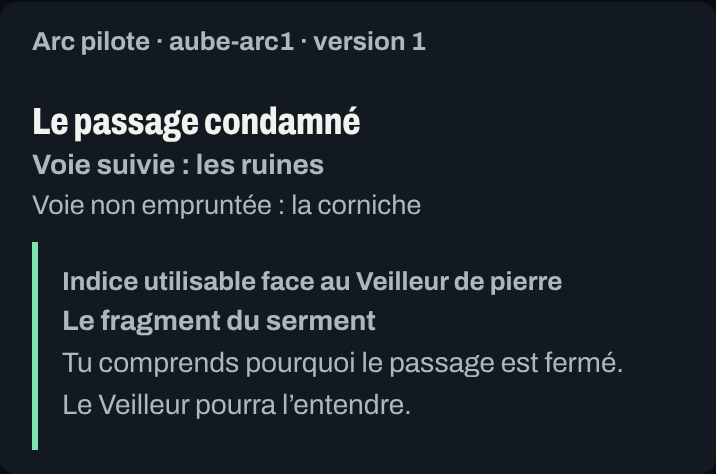 Arc pilote · aube-arc1 · version 1
Le passage condamné
Voie suivie : les ruines
Voie non empruntée : la corniche
Indice utilisable face au Veilleur de pierre
Le fragment du serment
Tu comprends pourquoi le passage est fermé.
Le Veilleur pourra l’entendre.